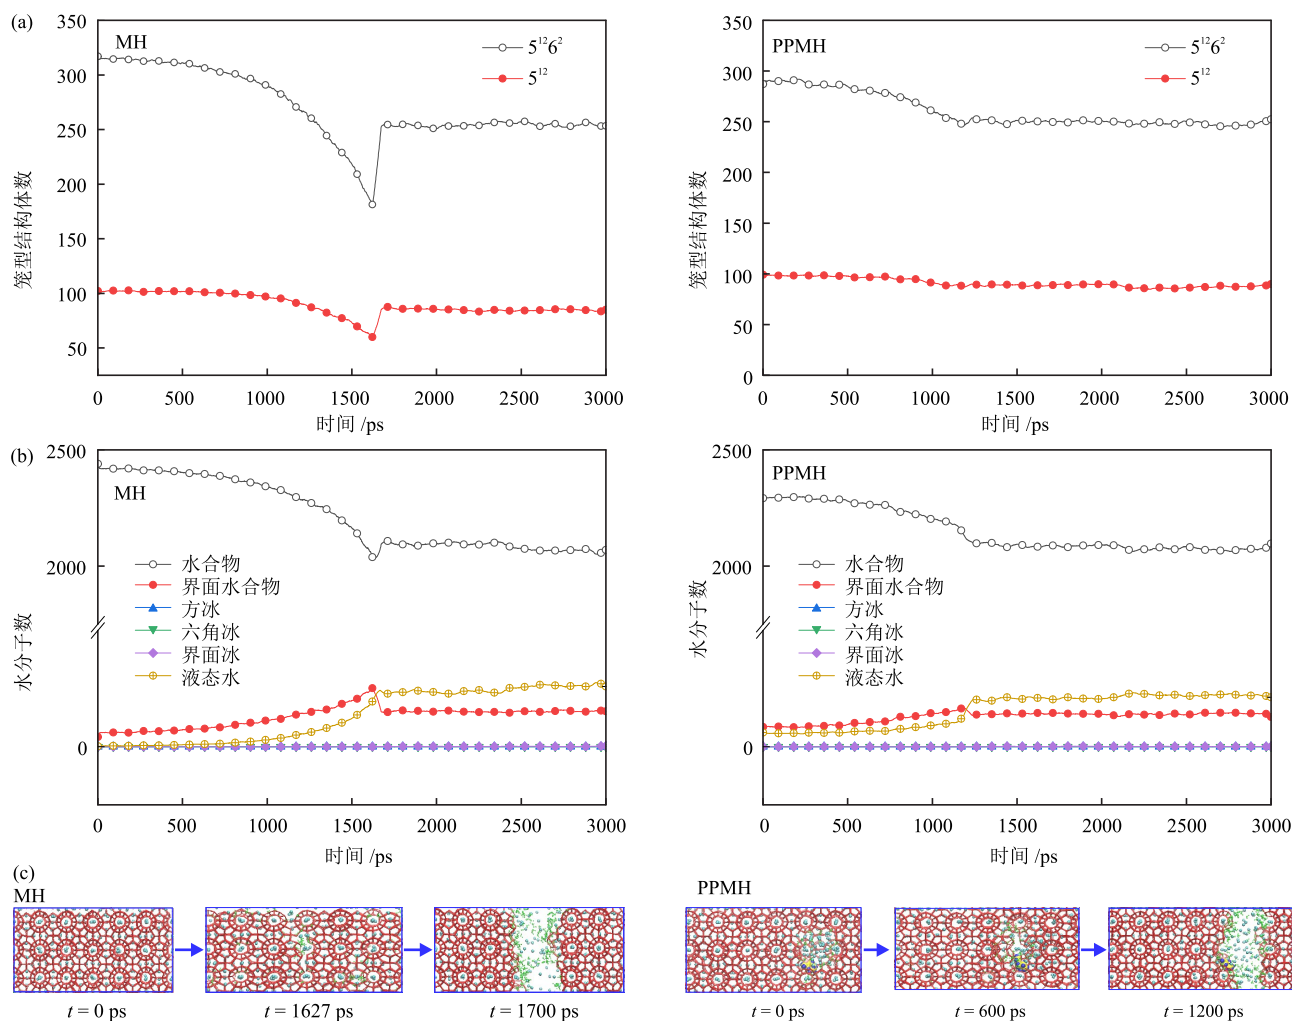 (a)
MH
5¹²6²
5¹²
350
300
250
200
150
100
50
笼型结构体数
0 500 1000 1500 2000 2500 3000
时间 /ps
PPMH
5¹²6²
5¹²
350
300
250
200
150
100
50
0
笼型结构体数
0 500 1000 1500 2000 2500 3000
时间 /ps
(b)
MH
水合物
界面水合物
方冰
六角冰
界面冰
液态水
2500
2000
0
水分子数
0 500 1000 1500 2000 2500 3000
时间 /ps
PPMH
水合物
界面水合物
方冰
六角冰
界面冰
液态水
2500
2000
0
水分子数
0 500 1000 1500 2000 2500 3000
时间 /ps
(c)
MH
t = 0 ps
t = 1627 ps
t = 1700 ps
PPMH
t = 0 ps
t = 600 ps
t = 1200 ps